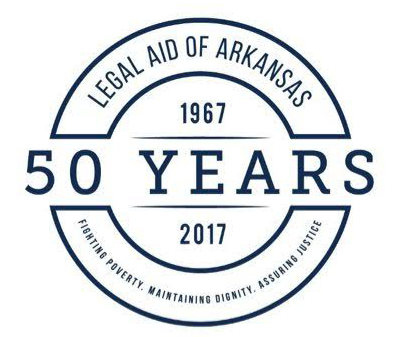 LEGAL AID OF ARKANSAS
1967
50 YEARS
2017
FIGHTING POVERTY. MAINTAINING DIGNITY. ASSURING JUSTICE